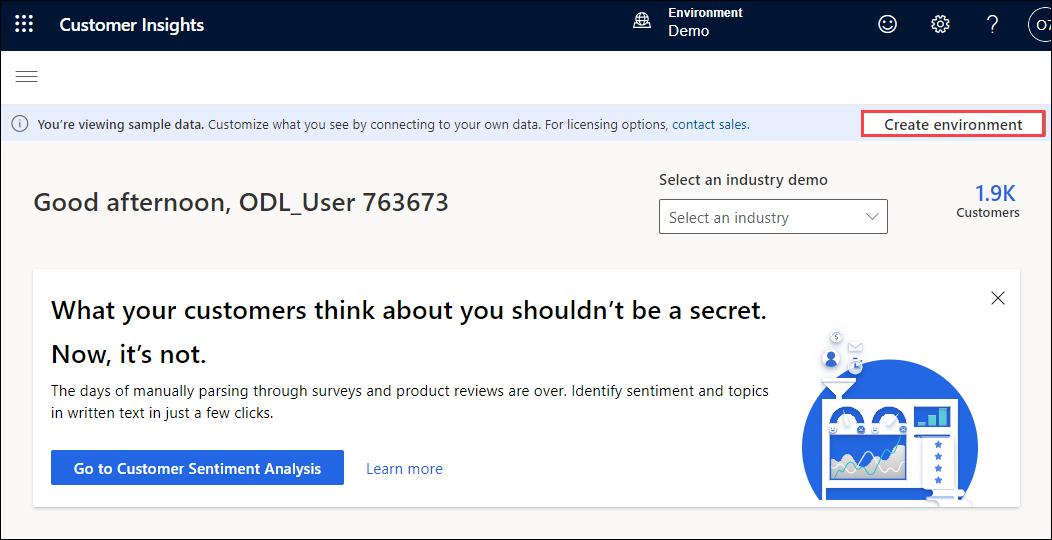 Customer Insights
Environment
Demo
?
O7
You're viewing sample data. Customize what you see by connecting to your own data. For licensing options, contact sales.
Create environment
Good afternoon, ODL_User 763673
Select an industry demo
Select an industry
1.9K
Customers
What your customers think about you shouldn't be a secret.
Now, it's not.
The days of manually parsing through surveys and product reviews are over. Identify sentiment and topics
in written text in just a few clicks.
$
Go to Customer Sentiment Analysis
Learn more